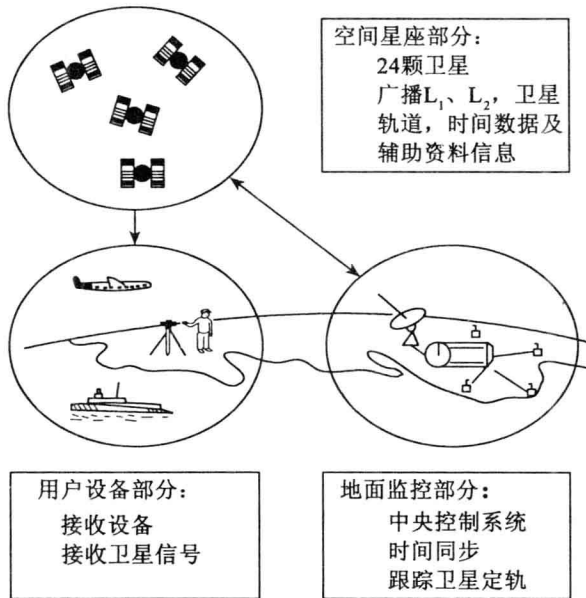 空间星座部分：
24颗卫星
广播L₁、L₂，卫星
轨道，时间数据及
辅助资料信息
用户设备部分：
接收设备
接收卫星信号
地面监控部分：
中央控制系统
时间同步
跟踪卫星定轨